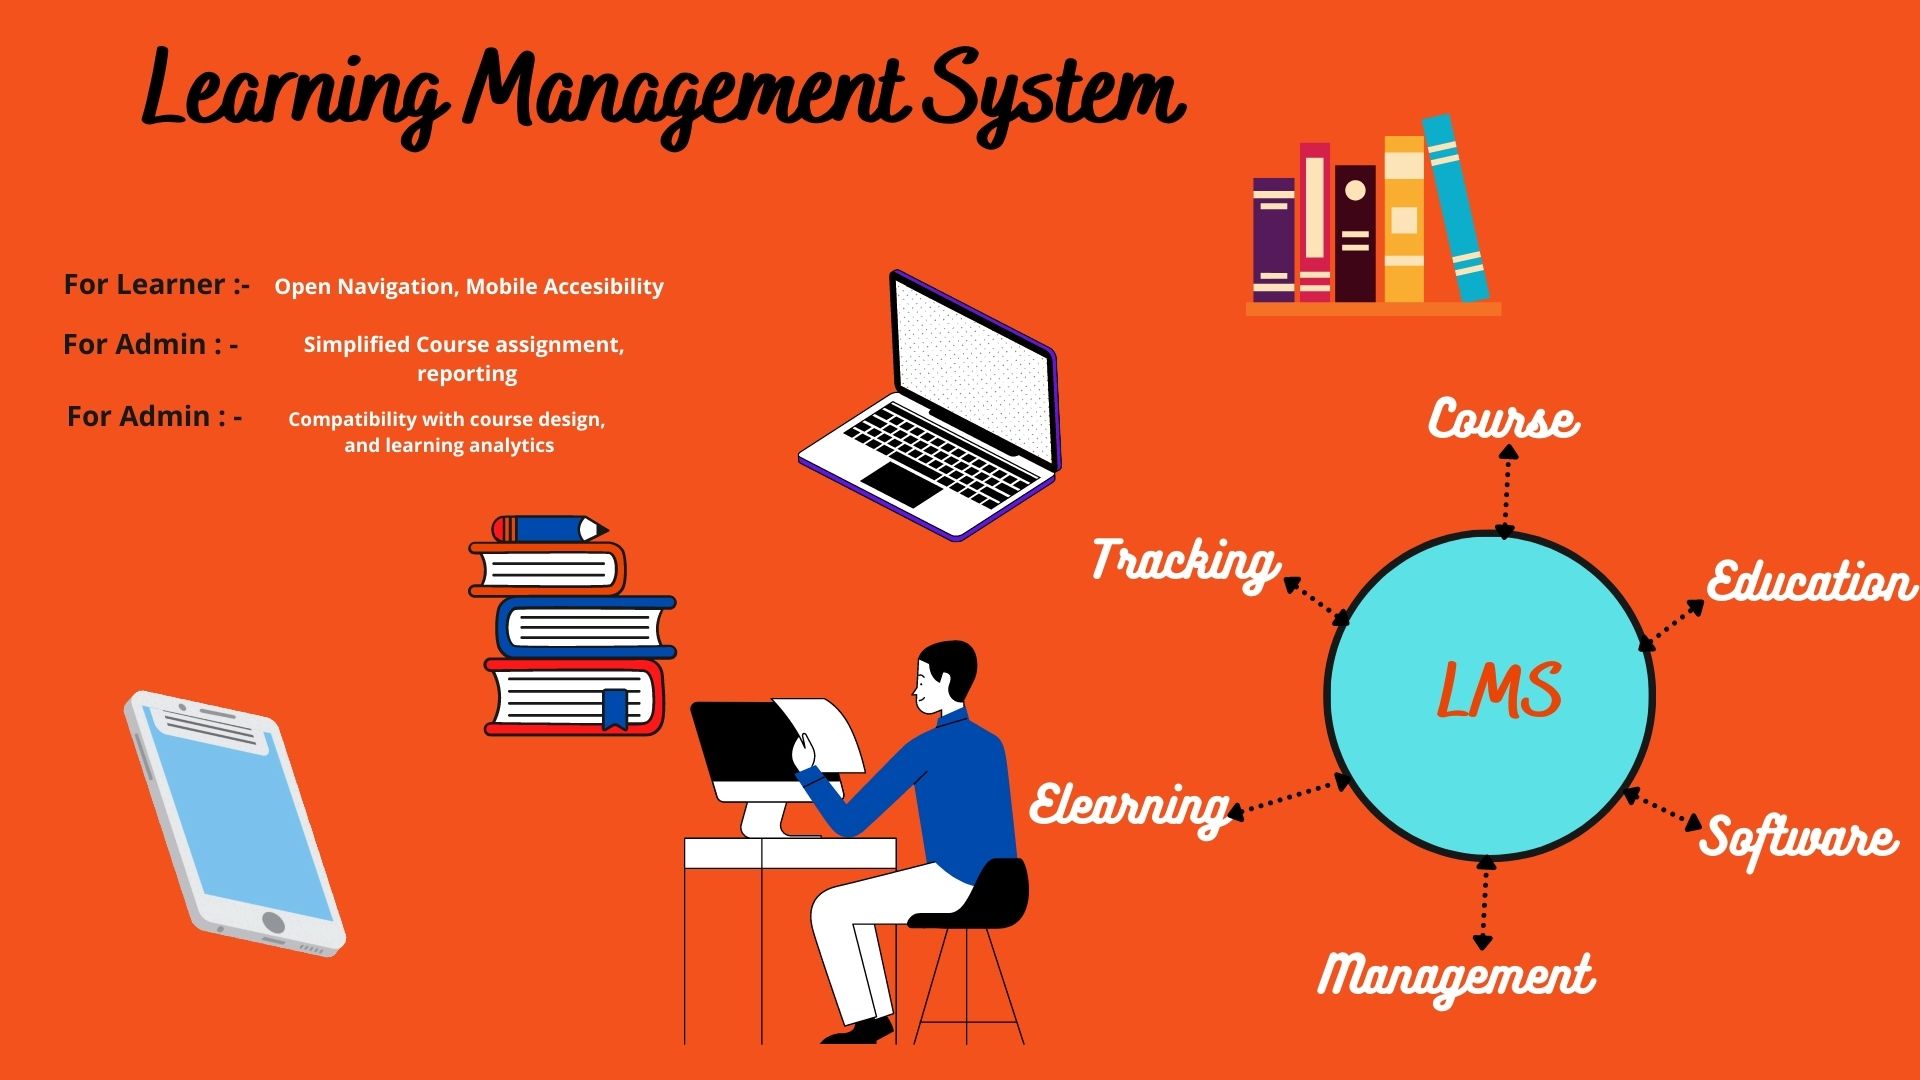 Learning Management System
For Learner :- Open Navigation, Mobile Accesibility
For Admin : - Simplified Course assignment,
reporting
For Admin : - Compatibility with course design,
and learning analytics
Course
Tracking
Education
LMS
Elearning
Software
Management